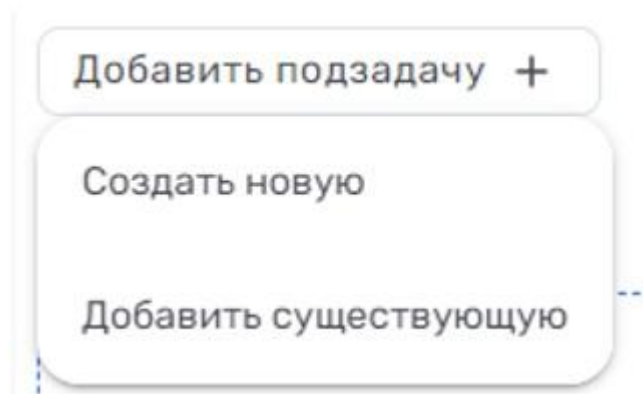 Добавить подзадачу +
Создать новую
Добавить существующую